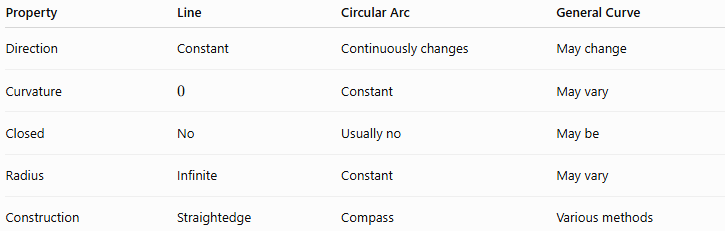 Property Line Circular Arc General Curve
Direction Constant Continuously changes May change
Curvature 0 Constant May vary
Closed No Usually no May be
Radius Infinite Constant May vary
Construction Straightedge Compass Various methods